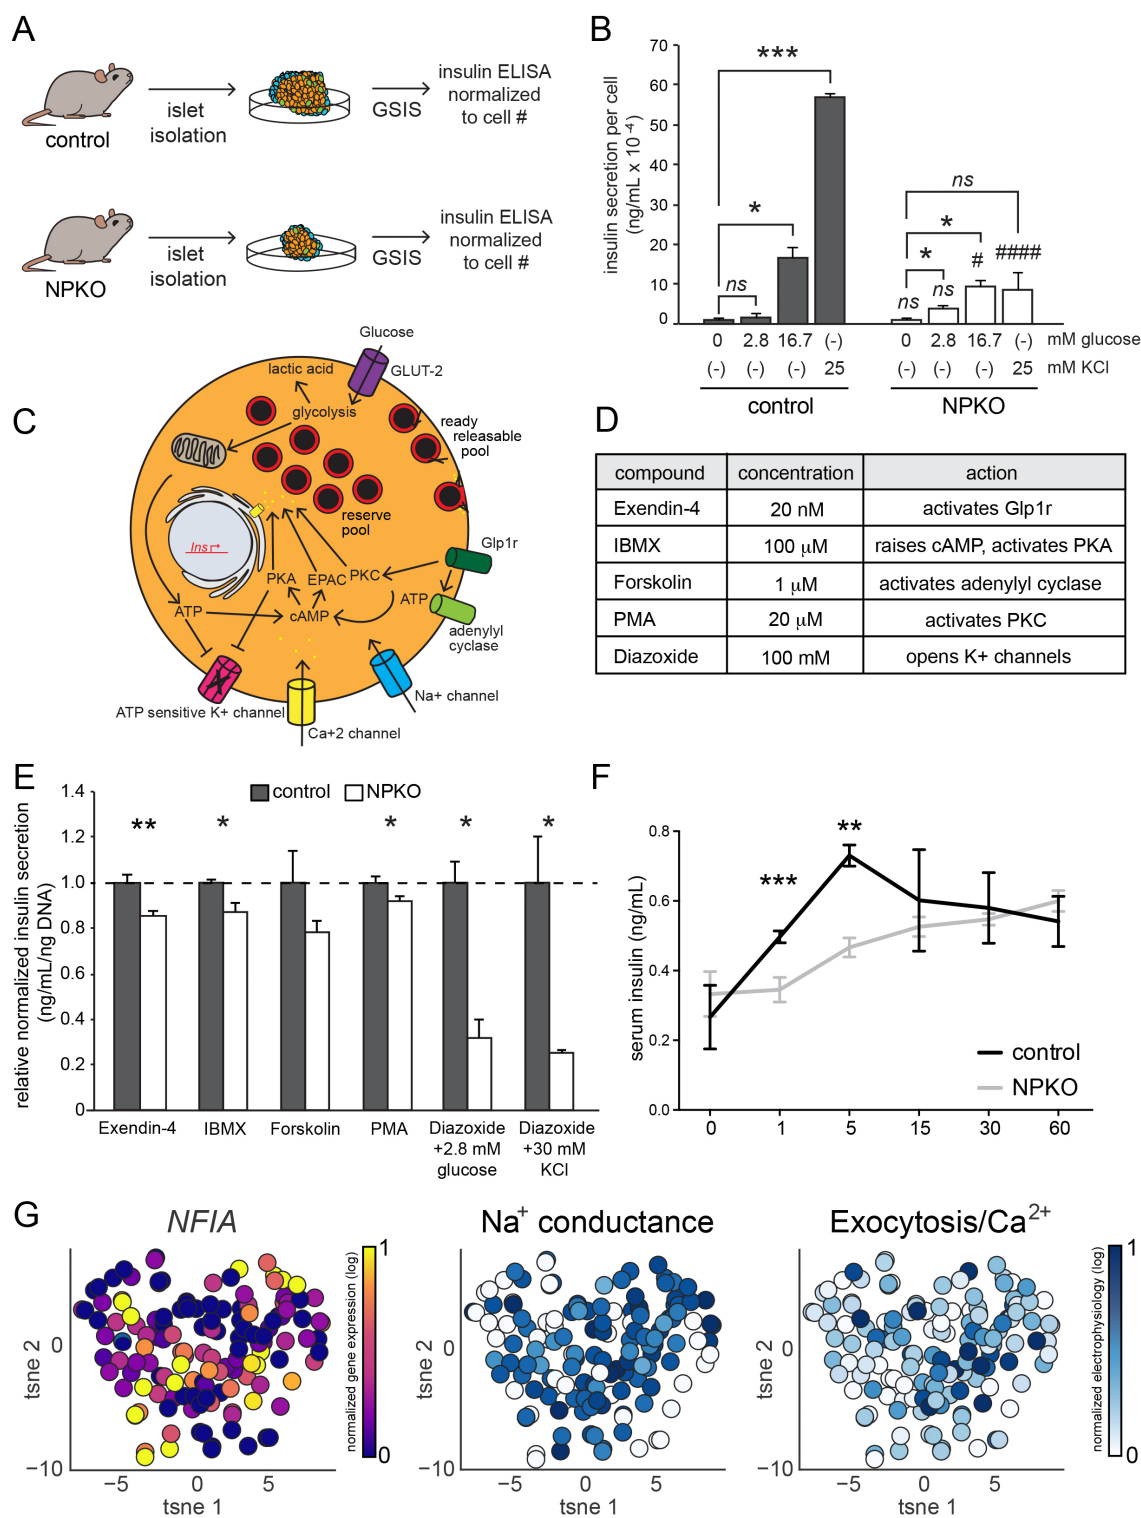 A
control
islet
isolation
GSIS
insulin ELISA
normalized
to cell #
NPKO
islet
isolation
GSIS
insulin ELISA
normalized
to cell #
B
insulin secretion per cell
(ng/mL x 10⁻⁴)
70
60
50
40
30
20
10
0
***
*
ns
ns
*
*
ns
ns
#
####
0 2.8 16.7 (-) 0 2.8 16.7 (-) mM glucose
(-) (-) (-) 25 (-) (-) (-) 25 mM KCl
control NPKO
C
Glucose
GLUT-2
lactic acid
glycolysis
ready
releasable
pool
reserve
pool
Ins
Glp1r
PKA EPAC PKC
ATP
ATP
cAMP
adenylyl
cyclase
Na+ channel
ATP sensitive K+ channel
Ca+2 channel
D
compound concentration action
Exendin-4 20 nM activates Glp1r
IBMX 100 μM raises cAMP, activates PKA
Forskolin 1 μM activates adenylyl cyclase
PMA 20 μM activates PKC
Diazoxide 100 mM opens K+ channels
E
relative normalized insulin secretion
(ng/mL/ng DNA)
1.4
1.2
1.0
0.8
0.6
0.4
0.2
0
control NPKO
** * * * *
Exendin-4 IBMX Forskolin PMA Diazoxide Diazoxide
+2.8 mM +30 mM
glucose KCl
F
serum insulin (ng/mL)
0.8
0.6
0.4
0.2
0.0
***
**
control
NPKO
0 1 5 15 30 60
G
NFIA
tsne 2
0
−10
−5 0 5
tsne 1
normalized gene expression (log)
1
0
Na⁺ conductance
tsne 2
0
−10
−5 0 5
tsne 1
Exocytosis/Ca²⁺
tsne 2
0
−10
−5 0 5
tsne 1
normalized electrophysiology (log)
1
0